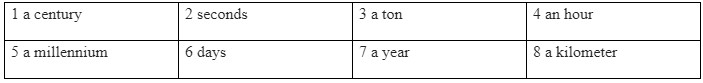 1 a century 2 seconds 3 a ton 4 an hour
5 a millennium 6 days 7 a year 8 a kilometer